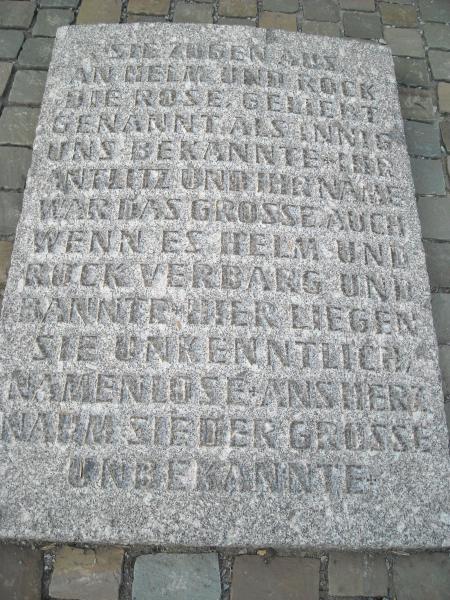 SIE ZOGEN AUS
AN HELM UND ROCK
DIE ROSE, GELIEBT
GENANNT, ALS INNIG
UNS BEKANNTE · IHR
ANTLITZ UND IHR NAME
WAR DAS GROSSE AUCH
WENN ES HELM UND
ROCK VERBARG UND
BANNTE · HIER LIEGEN
SIE UNKENNTLICH,
NAMENLOSE · ANS HERZ
NAHM SIE DER GROSSE
UNBEKANNTE ·